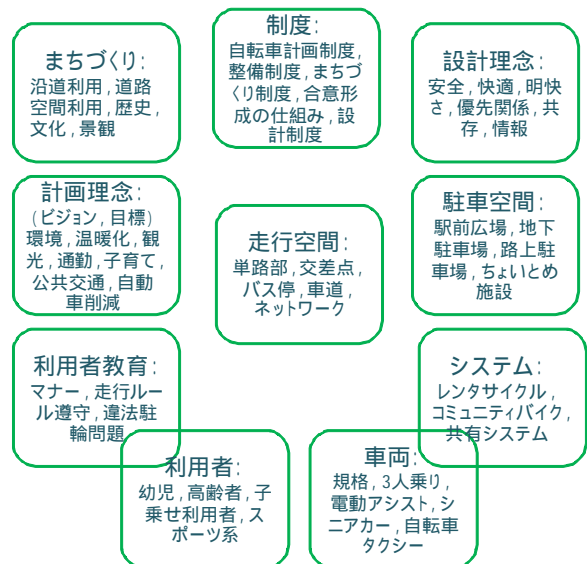 まちづくり:
沿道利用,道路
空間利用,歴史,
文化,景観
制度:
自転車計画制度,
整備制度,まちづ
くり制度,合意形
成の仕組み,設
計制度
設計理念:
安全,快適,明快
さ,優先関係,共
存,情報
計画理念:
(ビジョン,目標)
環境,温暖化,観
光,通勤,子育て,
公共交通,自動
車削減
走行空間:
単路部,交差点,
バス停,車道,
ネットワーク
駐車空間:
駅前広場,地下
駐車場,路上駐
車場,ちょいとめ
施設
利用者教育:
マナー,走行ルー
ル遵守,違法駐
輪問題
システム:
レンタサイクル,
コミュニティバイク,
共有システム
利用者:
幼児,高齢者,子
乗せ利用者,ス
ポーツ系
車両:
規格,3人乗り,
電動アシスト,シ
ニアカー,自転車
タクシー